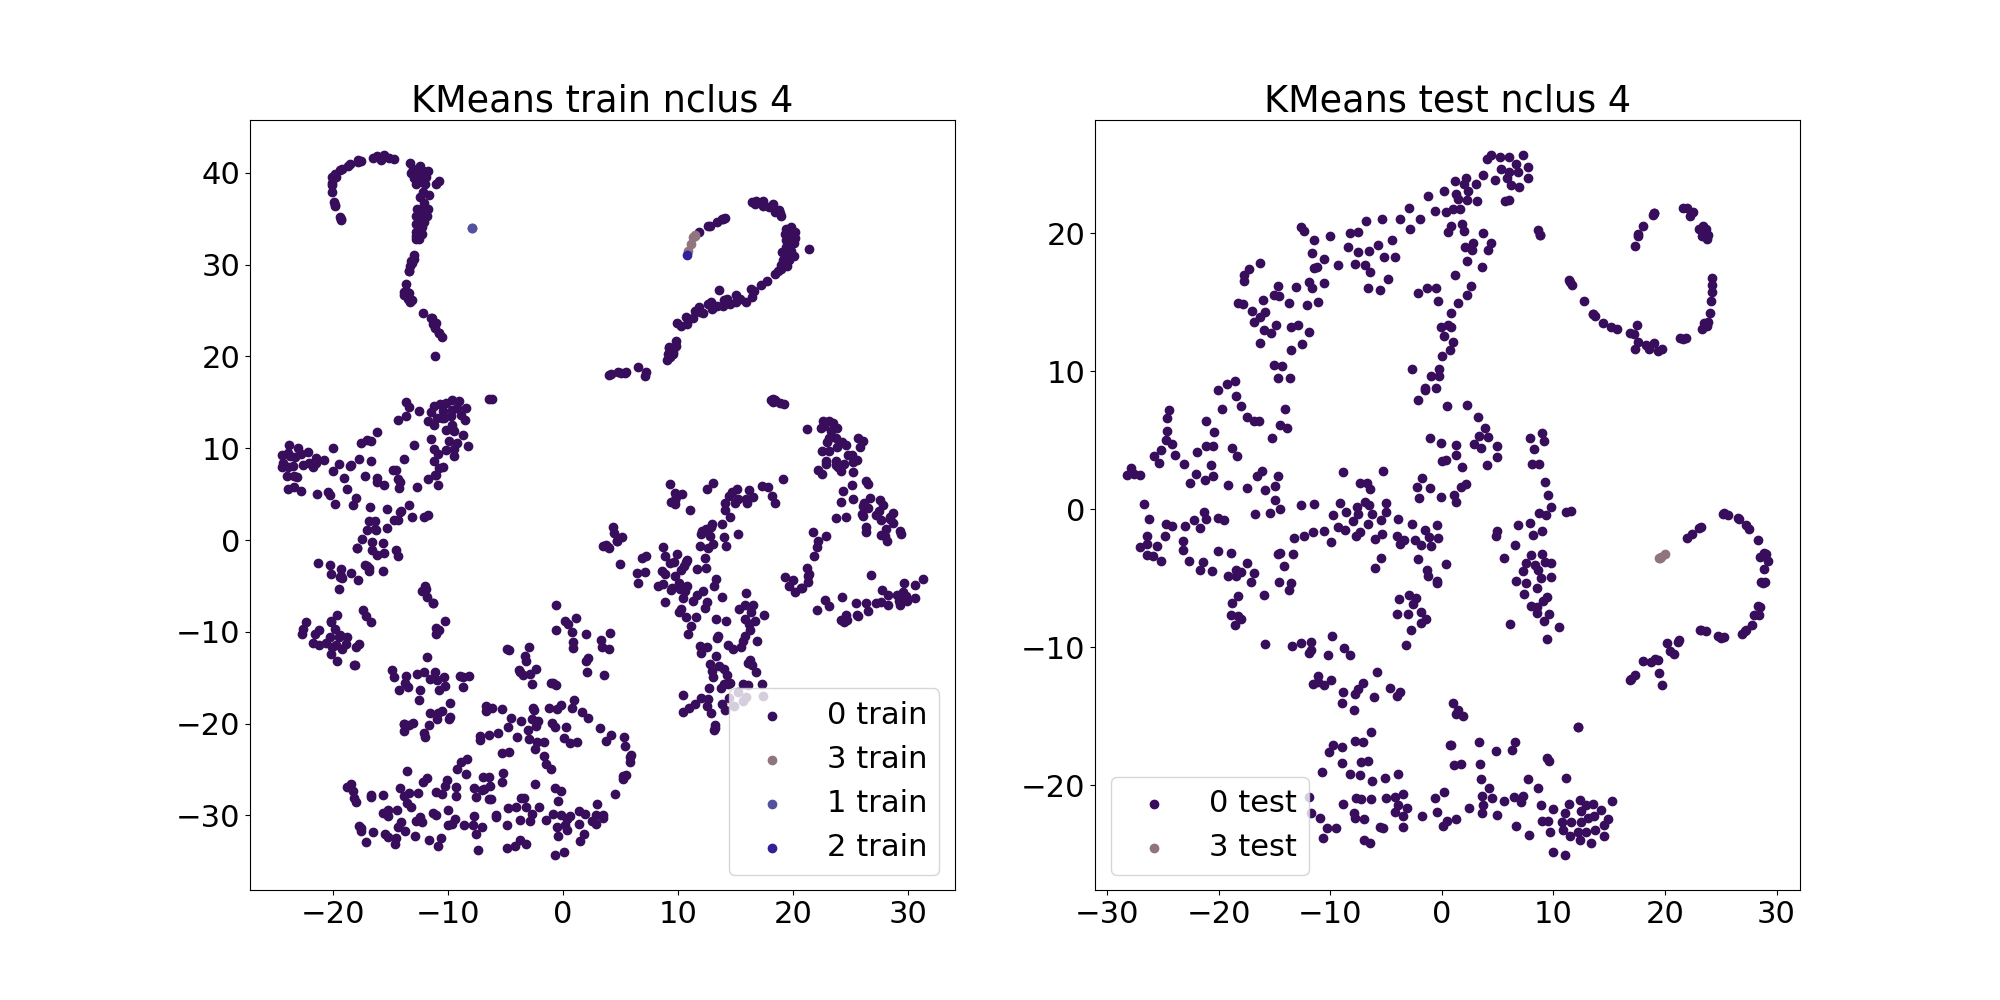 KMeans train nclus 4
40
30
20
10
0
−10
−20
−30
−20 −10 0 10 20 30
0 train
3 train
1 train
2 train
KMeans test nclus 4
20
10
0
−10
−20
−30 −20 −10 0 10 20 30
0 test
3 test